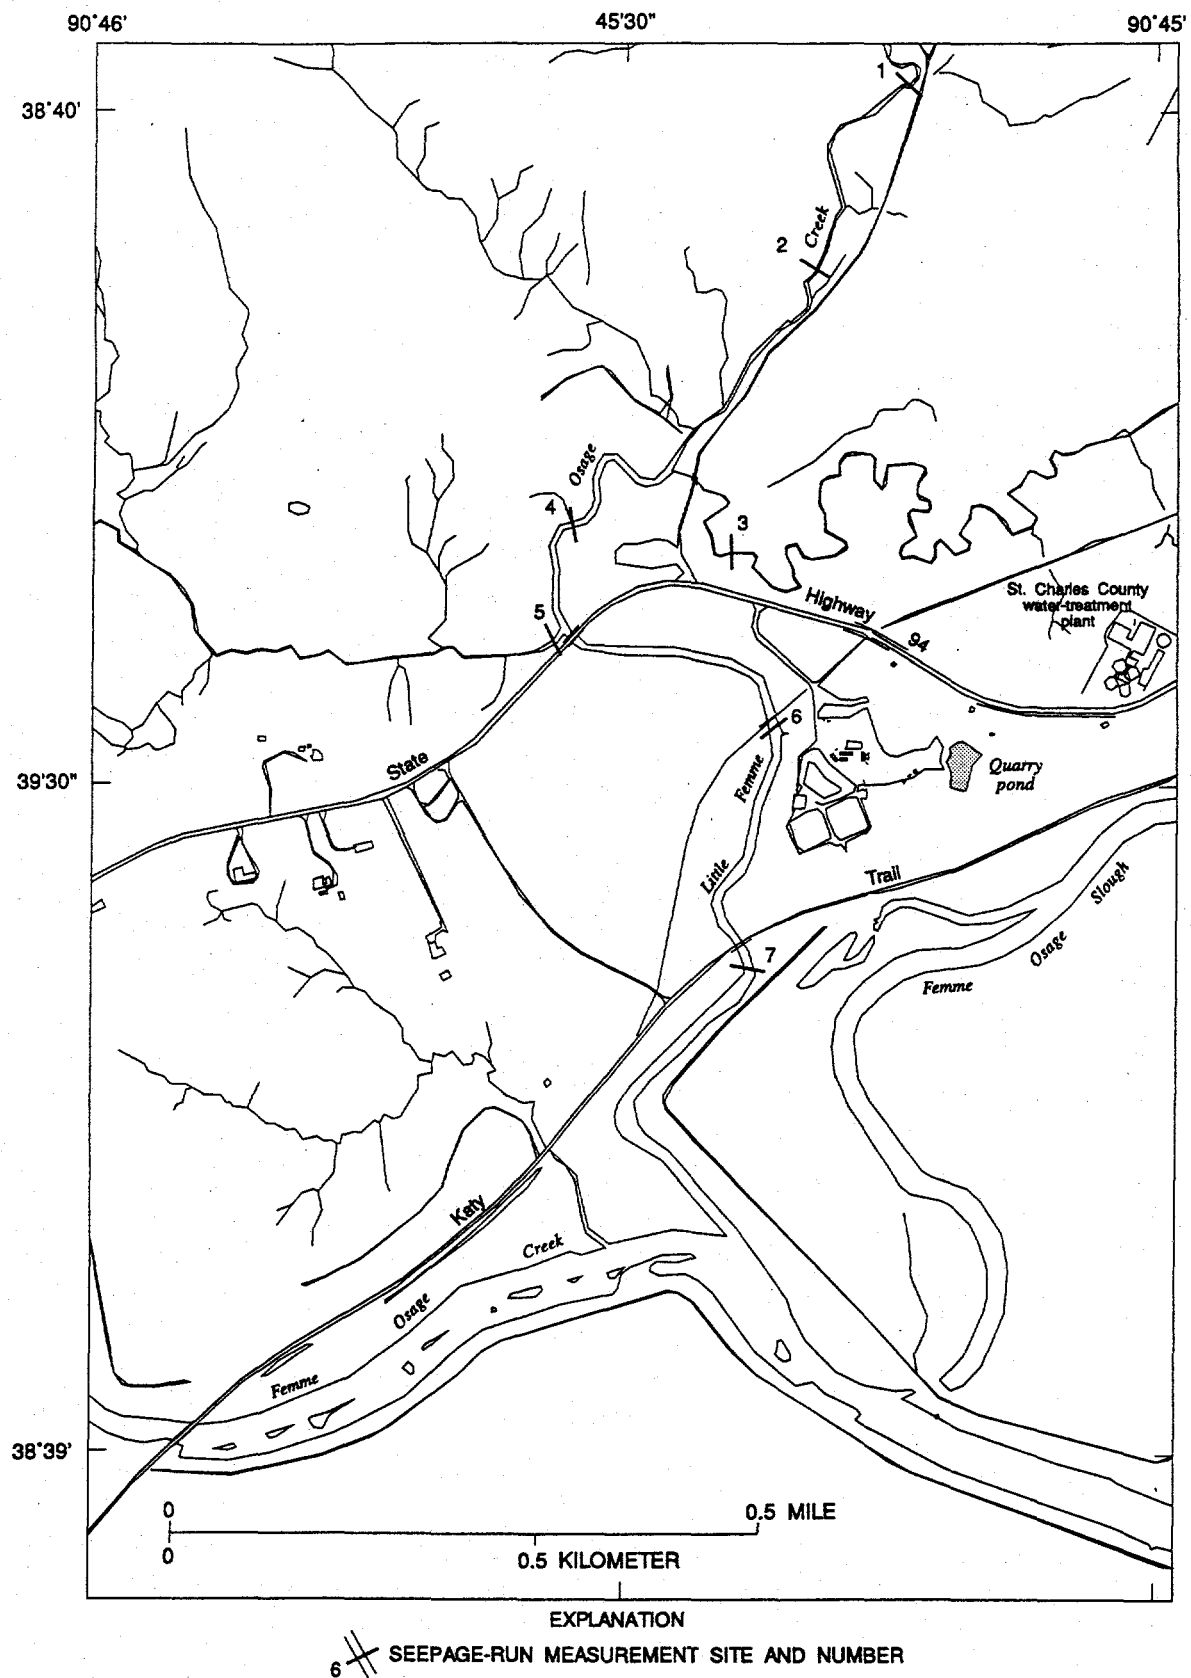 90°46'
45'30"
90°45'
38°40'
1
2
Creek
Osage
4
3
5
Highway
94
St. Charles County
water-treatment
plant
6
State
39'30"
Femme
Quarry
pond
Little
Trail
Slough
Osage
7
Femme
Katy
Creek
Osage
Femme
38°39'
0
0.5 MILE
0
0.5 KILOMETER
EXPLANATION
6
SEEPAGE-RUN MEASUREMENT SITE AND NUMBER